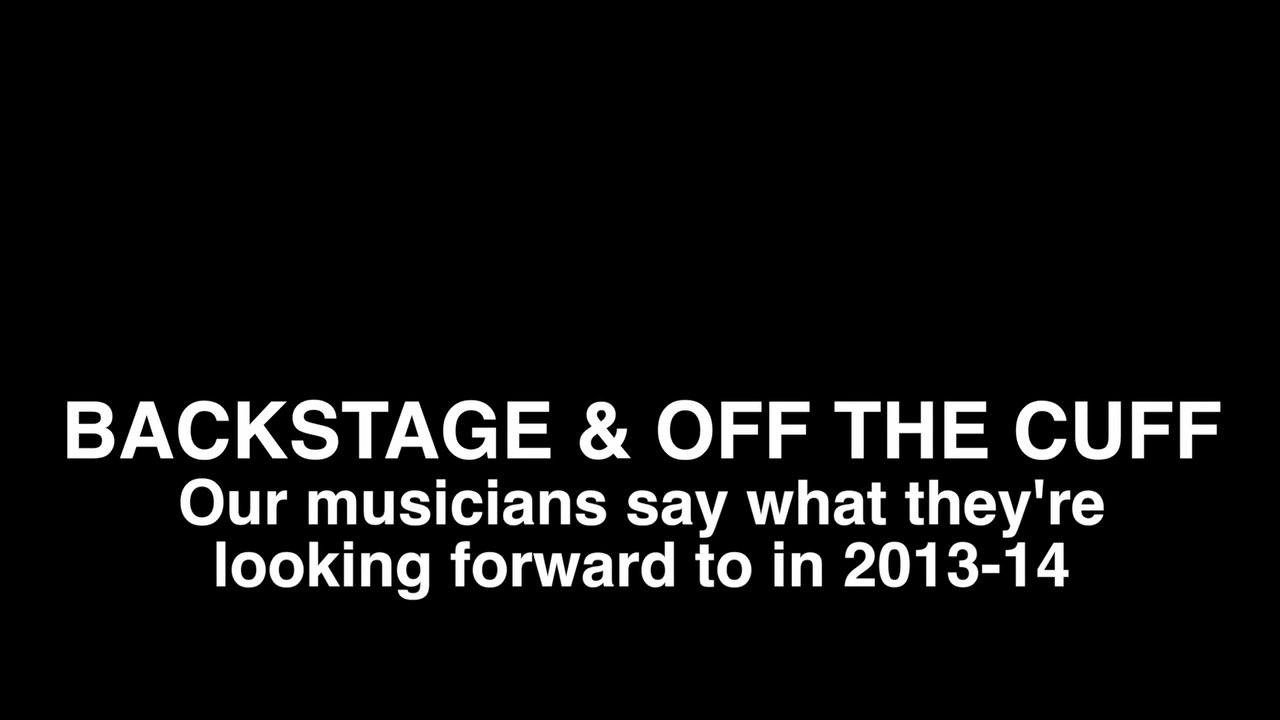 BACKSTAGE & OFF THE CUFF
Our musicians say what they're
looking forward to in 2013-14